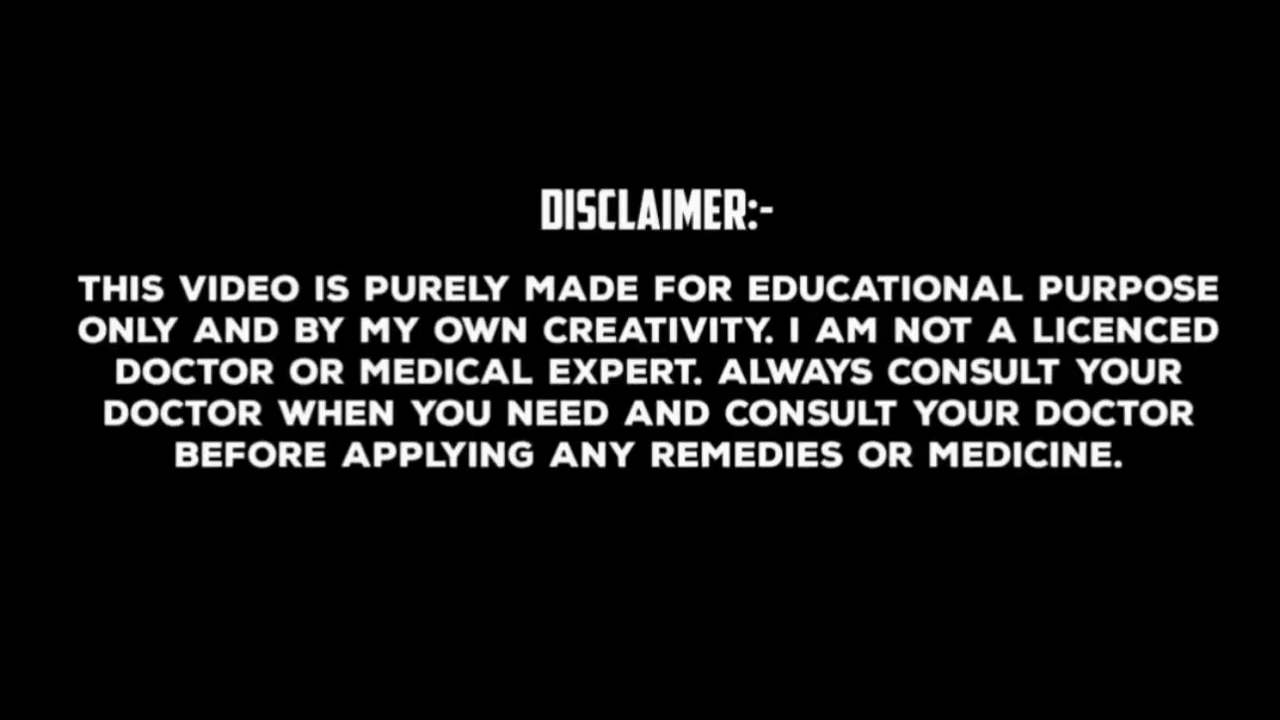 DISCLAIMER:-
THIS VIDEO IS PURELY MADE FOR EDUCATIONAL PURPOSE
ONLY AND BY MY OWN CREATIVITY. I AM NOT A LICENCED
DOCTOR OR MEDICAL EXPERT. ALWAYS CONSULT YOUR
DOCTOR WHEN YOU NEED AND CONSULT YOUR DOCTOR
BEFORE APPLYING ANY REMEDIES OR MEDICINE.